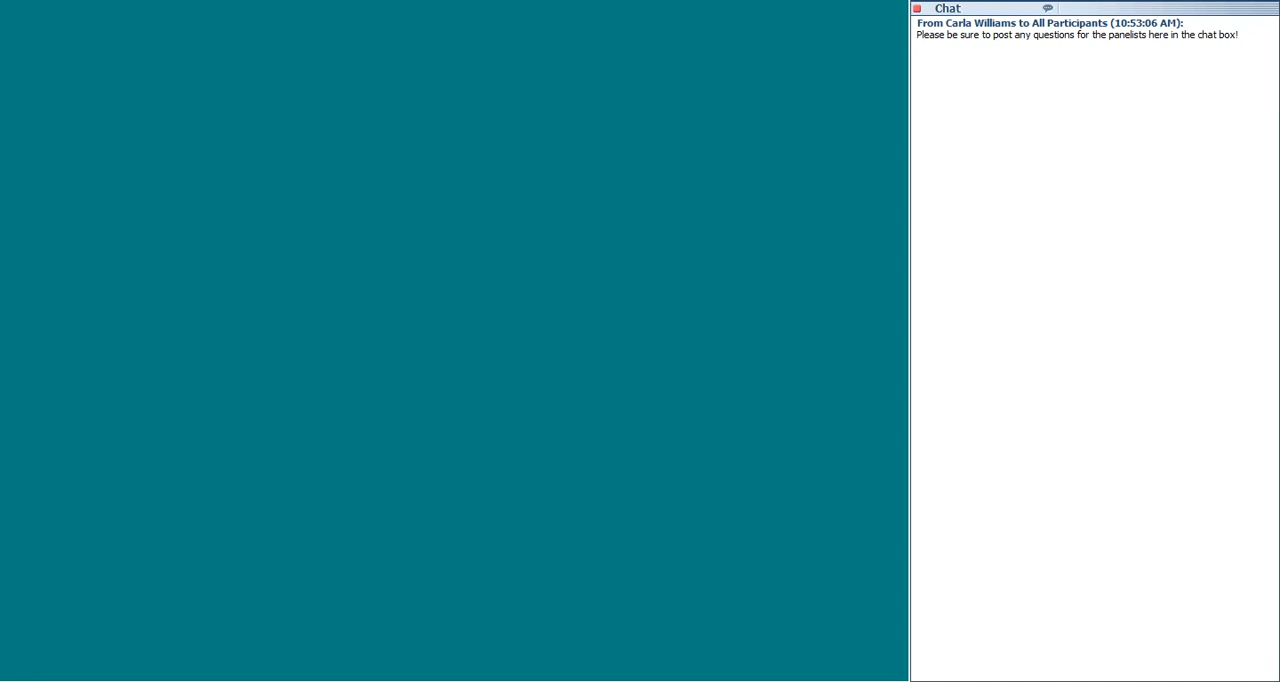 Chat
From Carla Williams to All Participants (10:53:06 AM):
Please be sure to post any questions for the panelists here in the chat box!